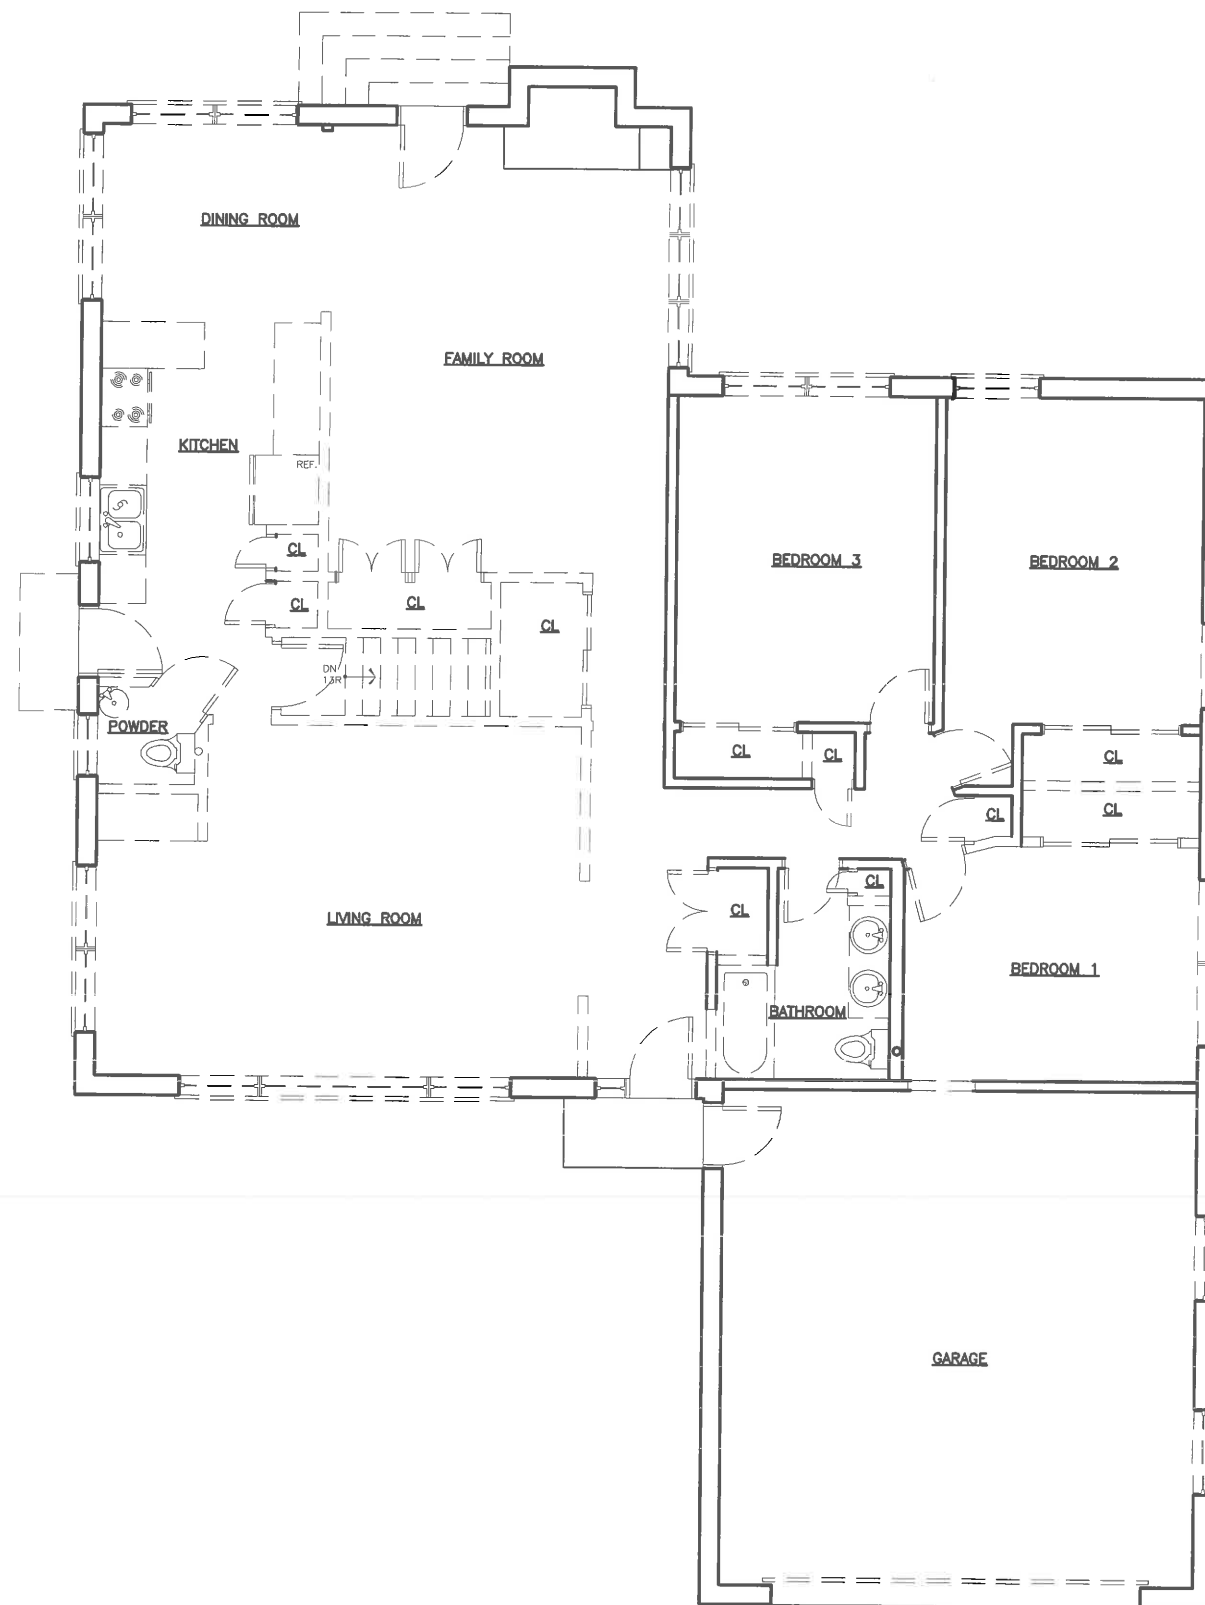 DINING ROOM
FAMILY ROOM
KITCHEN
REF.
CL
CL
CL
CL
DN
13R
POWDER
BEDROOM 3
BEDROOM 2
CL
CL
CL
CL
CL
CL
CL
LIVING ROOM
BATHROOM
BEDROOM 1
GARAGE